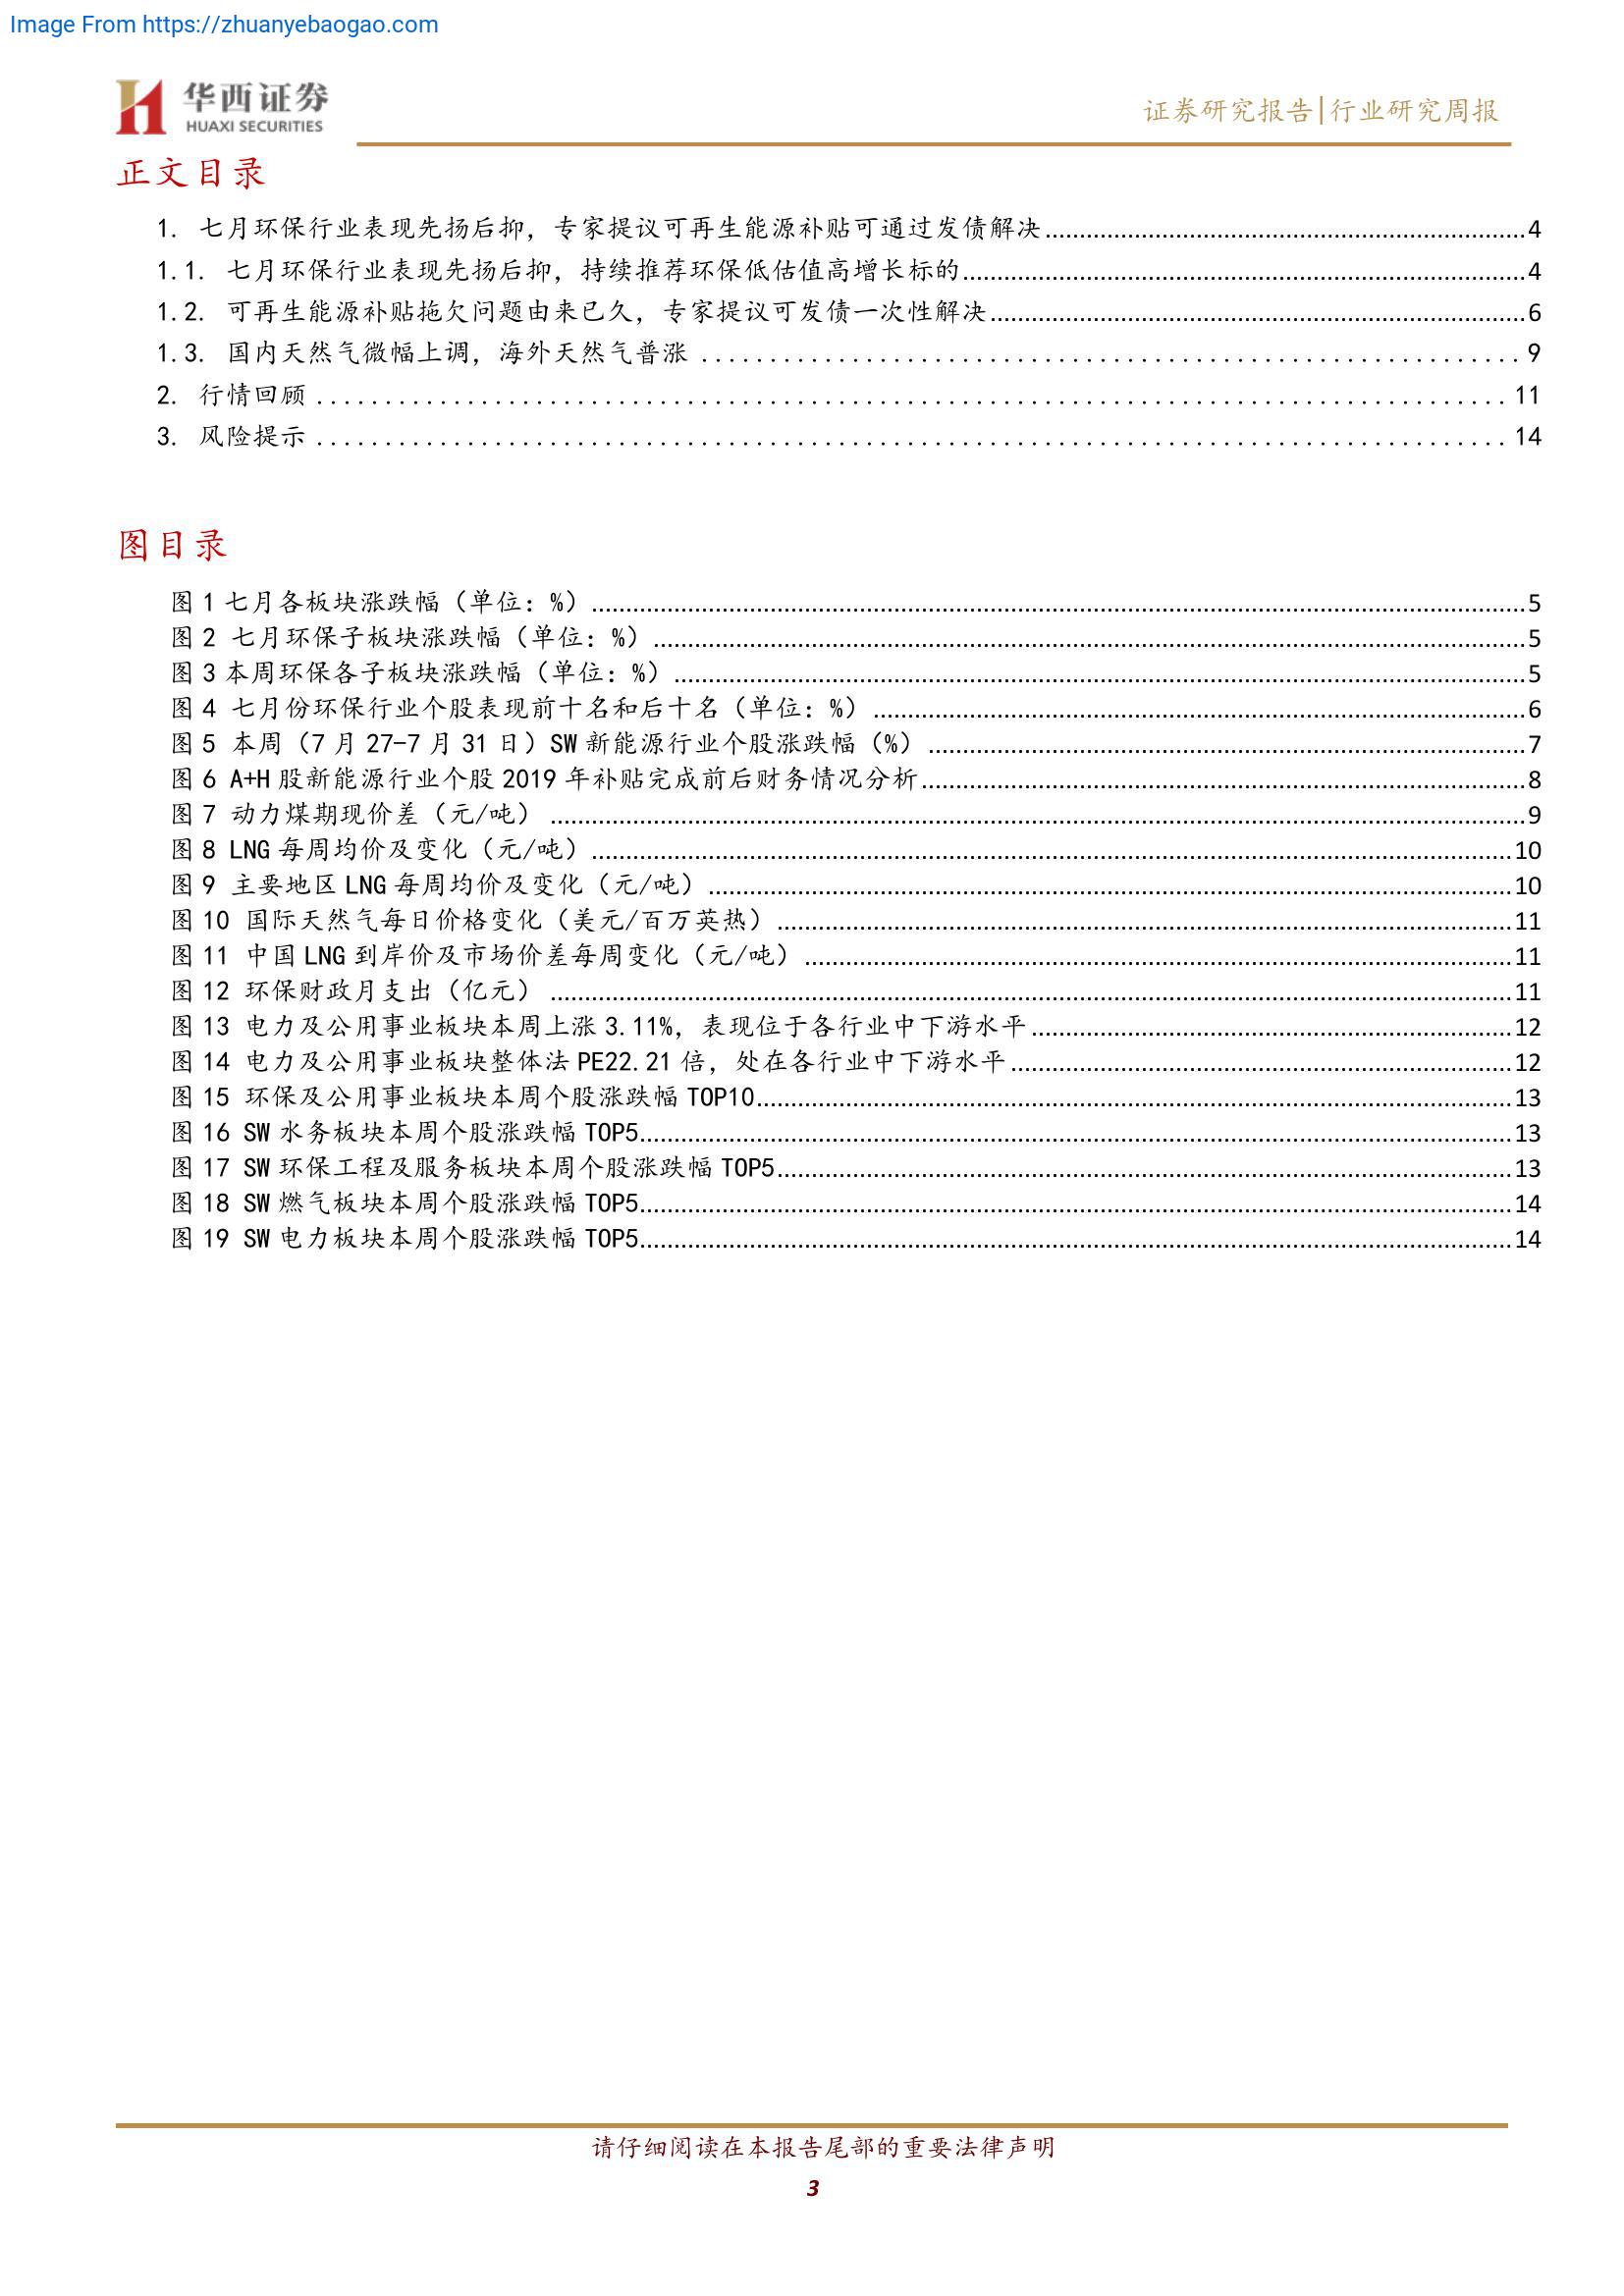 Image From https://zhuanyebaogao.com
华西证券
HUAXI SECURITIES
证券研究报告|行业研究周报
正文目录
1. 七月环保行业表现先扬后抑，专家提议可再生能源补贴可通过发债解决........4
1.1. 七月环保行业表现先扬后抑，持续推荐环保低估值高增长标的........4
1.2. 可再生能源补贴拖欠问题由来已久，专家提议可发债一次性解决........6
1.3. 国内天然气微幅上调，海外天然气普涨 ........ 9
2. 行情回顾 ........ 11
3. 风险提示 ........ 14
图目录
图 1 七月各板块涨跌幅（单位：%）........5
图 2 七月环保子板块涨跌幅（单位：%）........5
图 3 本周环保各子板块涨跌幅（单位：%）........5
图 4 七月份环保行业个股表现前十名和后十名（单位：%）........6
图 5 本周（7 月 27-7 月 31 日）SW 新能源行业个股涨跌幅（%）........7
图 6 A+H 股新能源行业个股 2019 年补贴完成前后财务情况分析........8
图 7 动力煤期现价差（元/吨）........9
图 8 LNG 每周均价及变化（元/吨）........10
图 9 主要地区 LNG 每周均价及变化（元/吨）........10
图 10 国际天然气每日价格变化（美元/百万英热）........11
图 11 中国 LNG 到岸价及市场价差每周变化（元/吨）........11
图 12 环保财政月支出（亿元）........11
图 13 电力及公用事业板块本周上涨 3.11%，表现位于各行业中下游水平........12
图 14 电力及公用事业板块整体法 PE22.21 倍，处在各行业中下游水平........12
图 15 环保及公用事业板块本周个股涨跌幅 TOP10........13
图 16 SW 水务板块本周个股涨跌幅 TOP5........13
图 17 SW 环保工程及服务板块本周个股涨跌幅 TOP5........13
图 18 SW 燃气板块本周个股涨跌幅 TOP5........14
图 19 SW 电力板块本周个股涨跌幅 TOP5........14
请仔细阅读在本报告尾部的重要法律声明
3